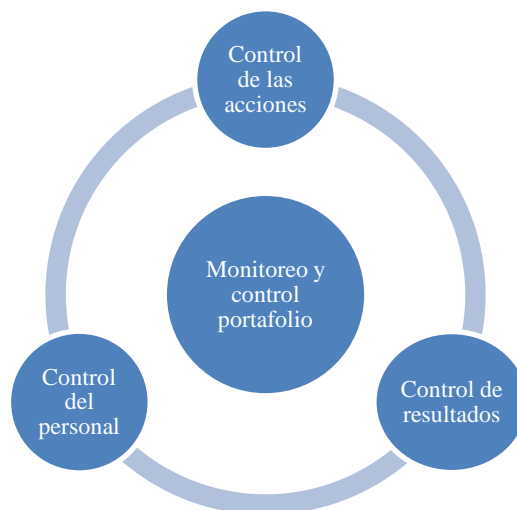 Control
de las
acciones
Monitoreo y
control
portafolio
Control
del
personal
Control de
resultados